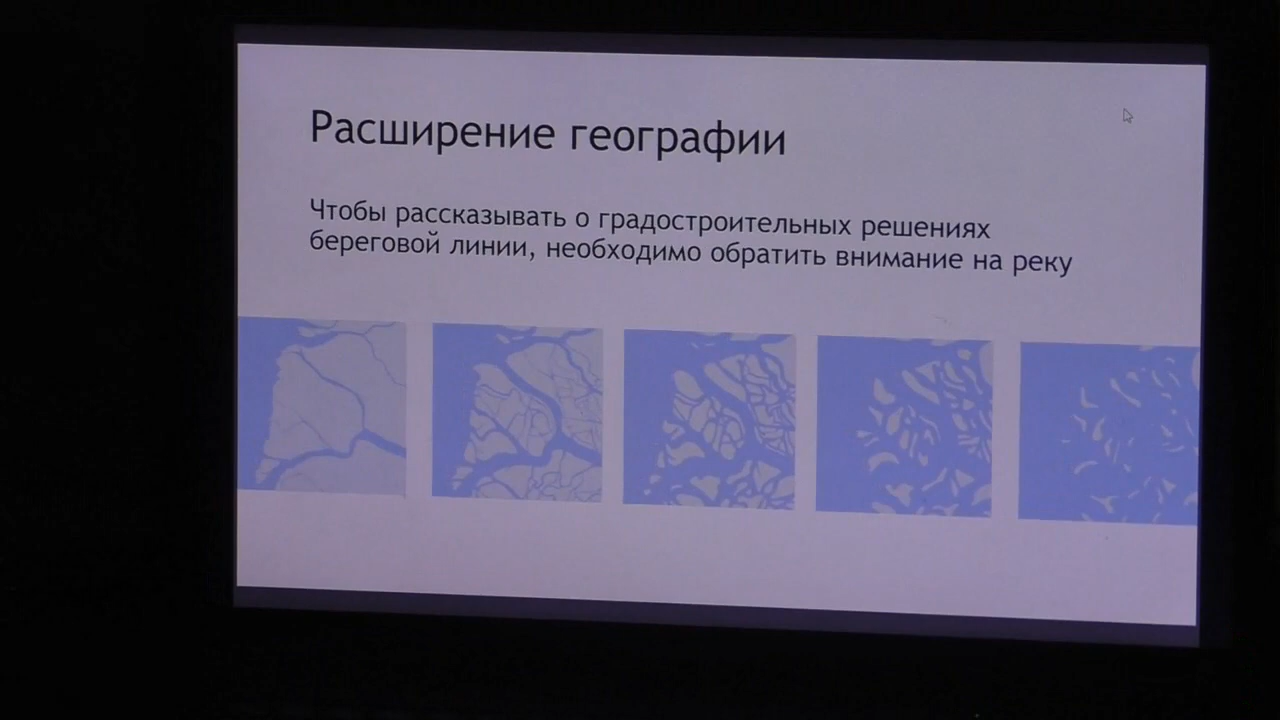 Расширение географии
Чтобы рассказывать о градостроительных решениях
береговой линии, необходимо обратить внимание на реку